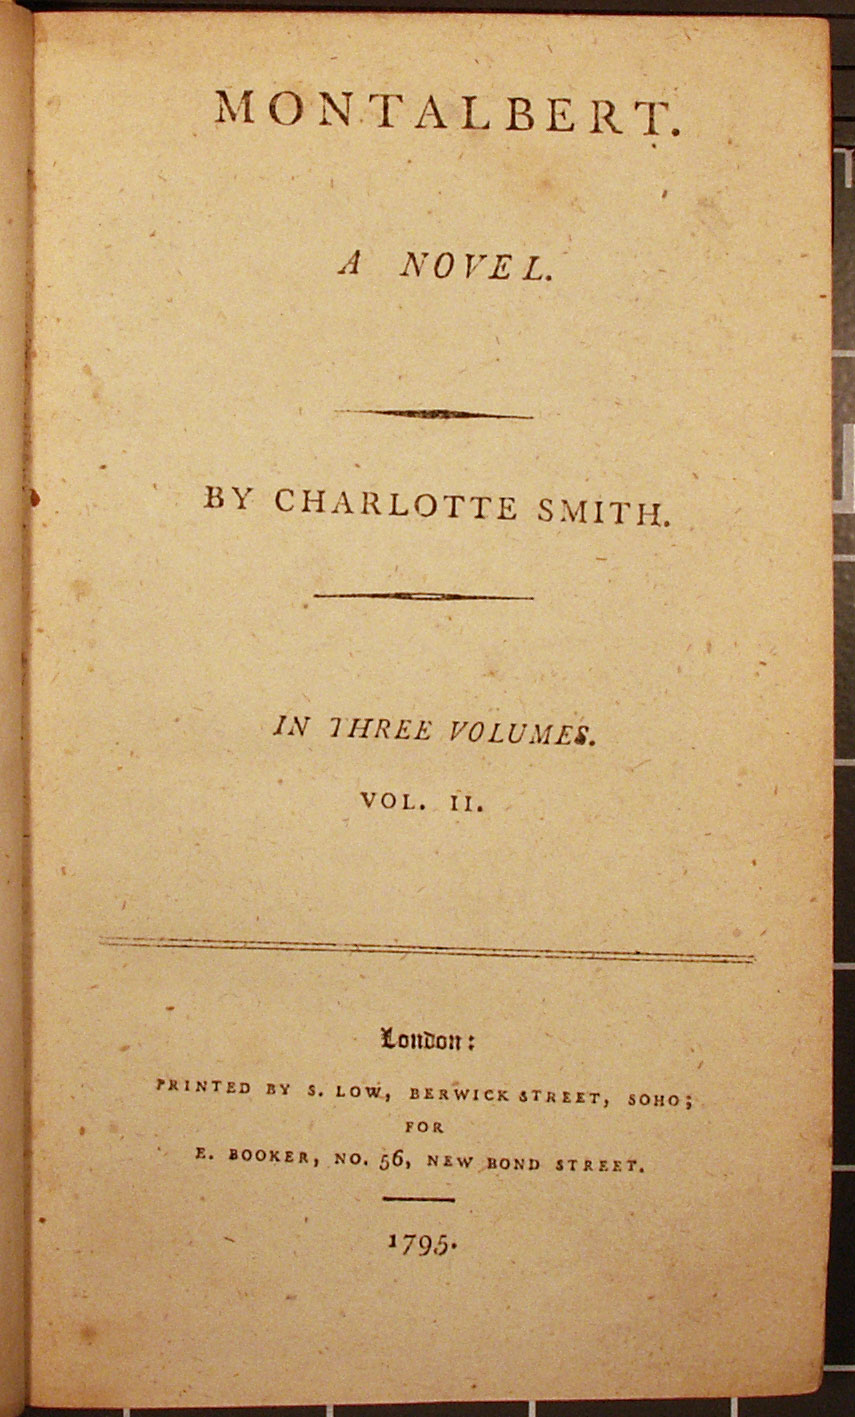 MONTALBERT.
A NOVEL.
BY CHARLOTTE SMITH.
IN THREE VOLUMES.
VOL. II.
London:
PRINTED BY S. LOW, BERWICK STREET, SOHO;
FOR
E. BOOKER, NO. 56, NEW BOND STREET.
1795.